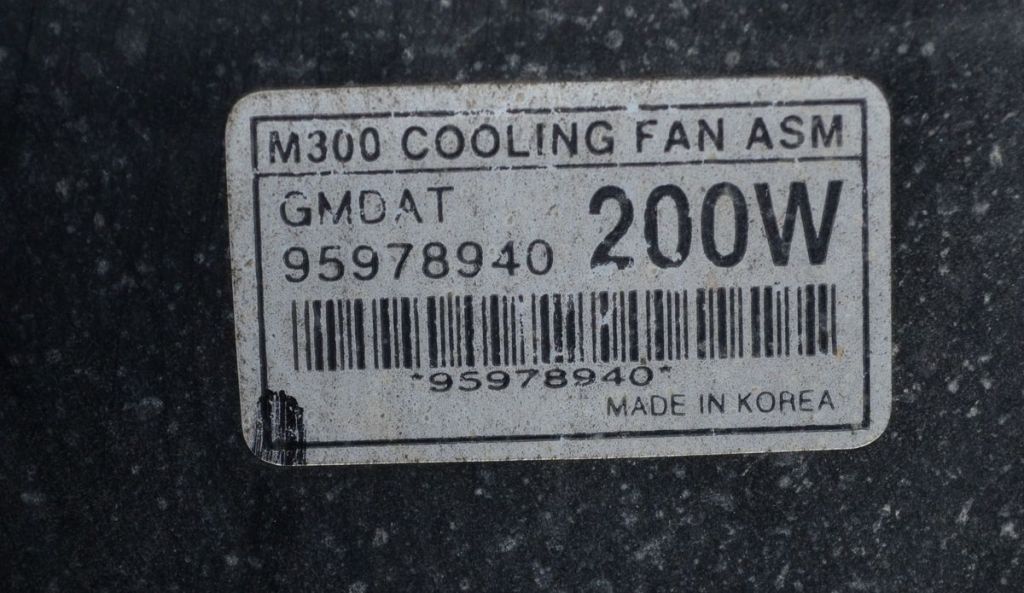 M300 COOLING FAN ASM
GMDAT
200W
95978940
*95978940*
MADE IN KOREA